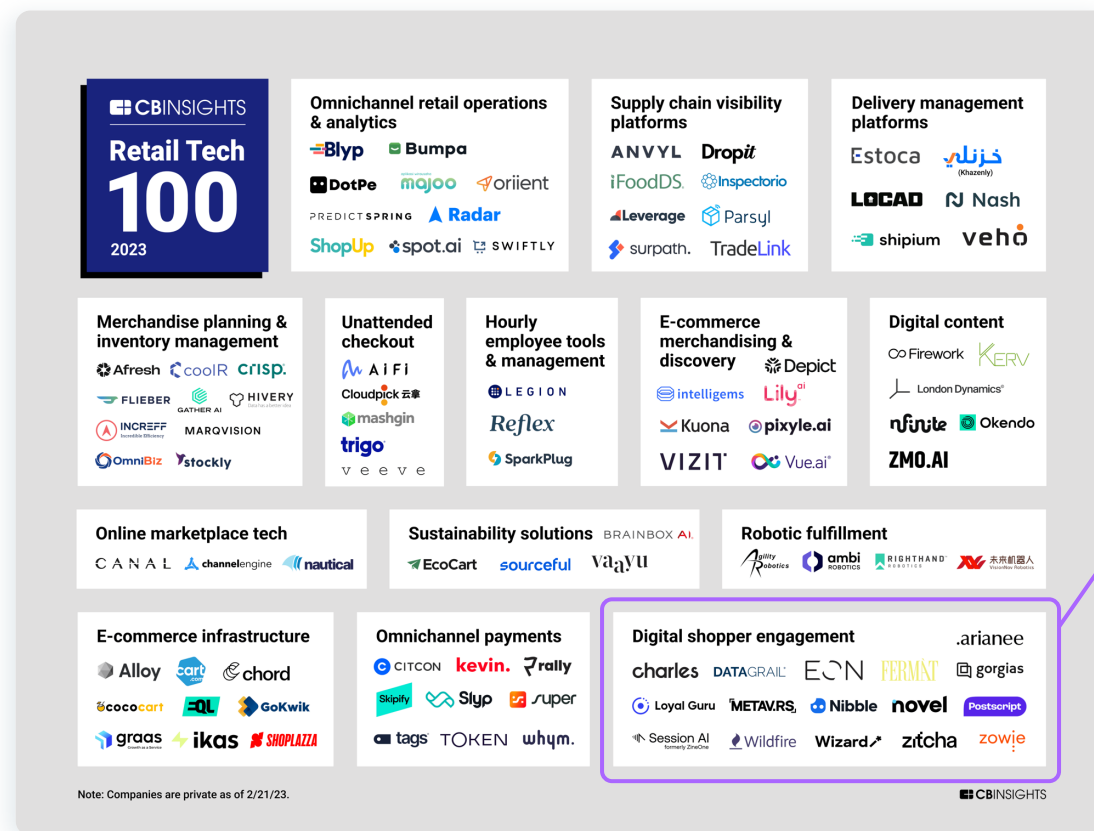 CBINSIGHTS
Retail Tech
100
2023
Omnichannel retail operations
& analytics
Blyp Bumpa
DotPe majoo oriient
PREDICTSPRING Radar
ShopUp spot.ai SWIFTLY
Supply chain visibility
platforms
ANVYL Dropit
iFoodDS. Inspectorio
Leverage Parsyl
surpath. TradeLink
Delivery management
platforms
Estoca خزنلي
(Khazenly)
LOCAD Nash
shipium veho
Merchandise planning &
inventory management
Afresh coolR crisp.
FLIEBER GATHER AI HIVERY
INCREFF MARQVISION
Incredible Efficiency
OmniBiz stockly
Unattended
checkout
AiFi
Cloudpick 云拿
mashgin
trigo
veeve
Hourly
employee tools
& management
LEGION
Reflex
SparkPlug
E-commerce
merchandising &
discovery Depict
intelligems Lily ai
Kuona pixyle.ai
VIZIT Vue.ai®
Digital content
Firework KERV
London Dynamics®
nfinite Okendo
ZMO.AI
Online marketplace tech
CANAL channelengine nautical
Sustainability solutions BRAINBOX AI.
EcoCart sourceful vaayu
Robotic fulfillment
Agility Robotics ambi ROBOTICS RIGHTHAND ROBOTICS 未来机器人
VisionNav Robotics
E-commerce infrastructure
Alloy cart.com chord
cococart EQL GoKwik
graas ikas SHOPLAZZA
Growth as a Service
Omnichannel payments
CITCON kevin. rally
Skipify Slyp super
tags TOKEN whym.
Digital shopper engagement .arianee
charles DATAGRAIL EON FERMÀT gorgias
Loyal Guru METAV.RS Nibble novel Postscript
Session AI Wildfire Wizard zitcha zowie
formerly ZineOne
Note: Companies are private as of 2/21/23.
CBINSIGHTS